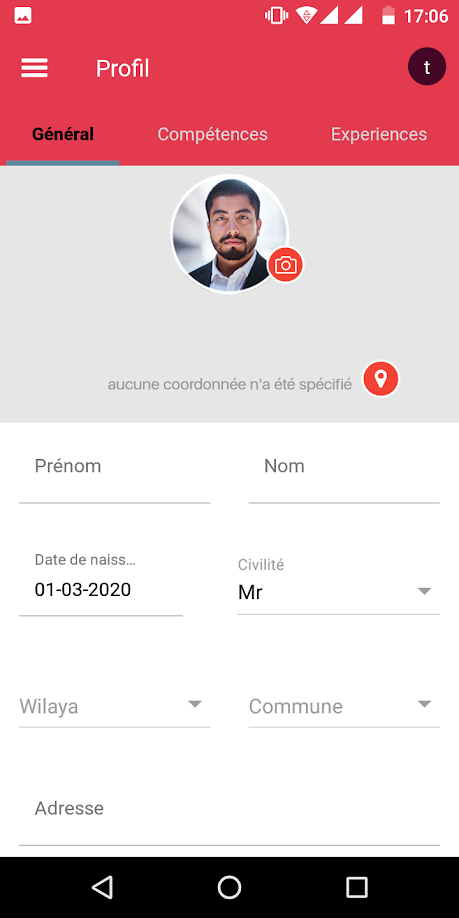 17:06
Profil
t
Général Compétences Experiences
aucune coordonnée n'a été spécifié
Prénom Nom
Date de naiss...
Civilité
01-03-2020 Mr
Wilaya Commune
Adresse